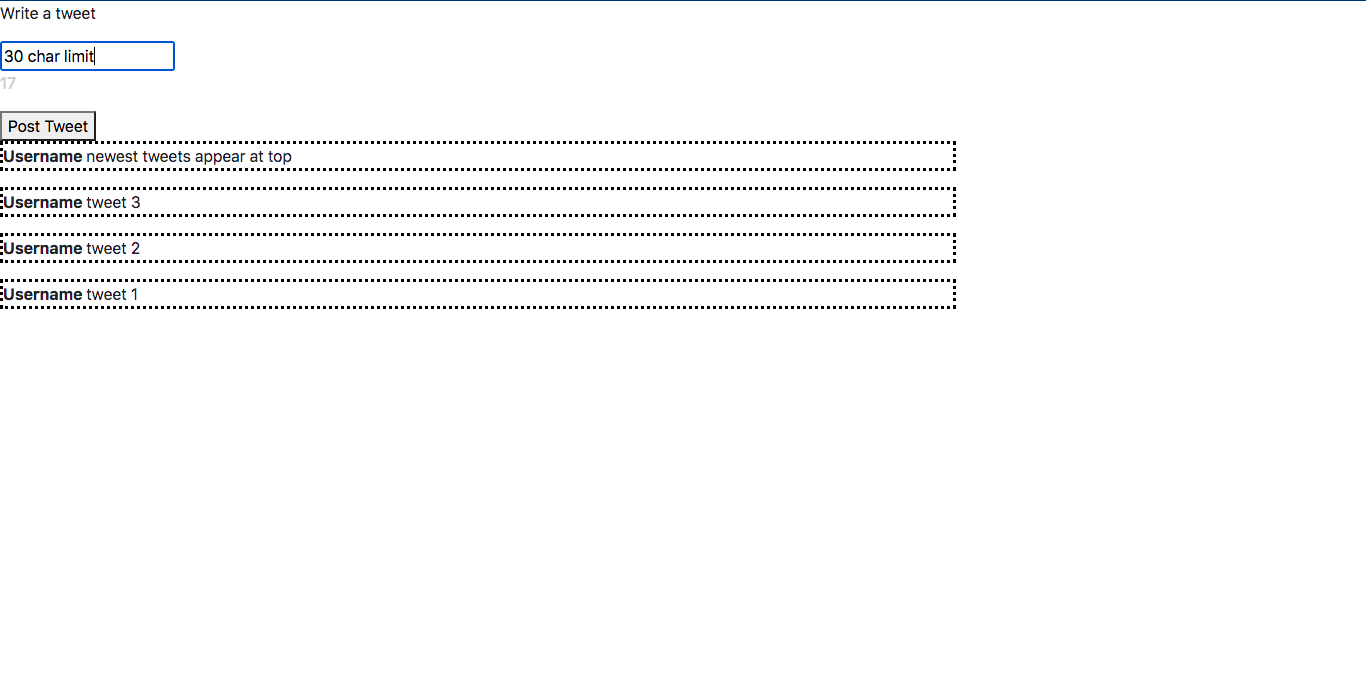 Write a tweet
30 char limit
17
Post Tweet
Username newest tweets appear at top
Username tweet 3
Username tweet 2
Username tweet 1